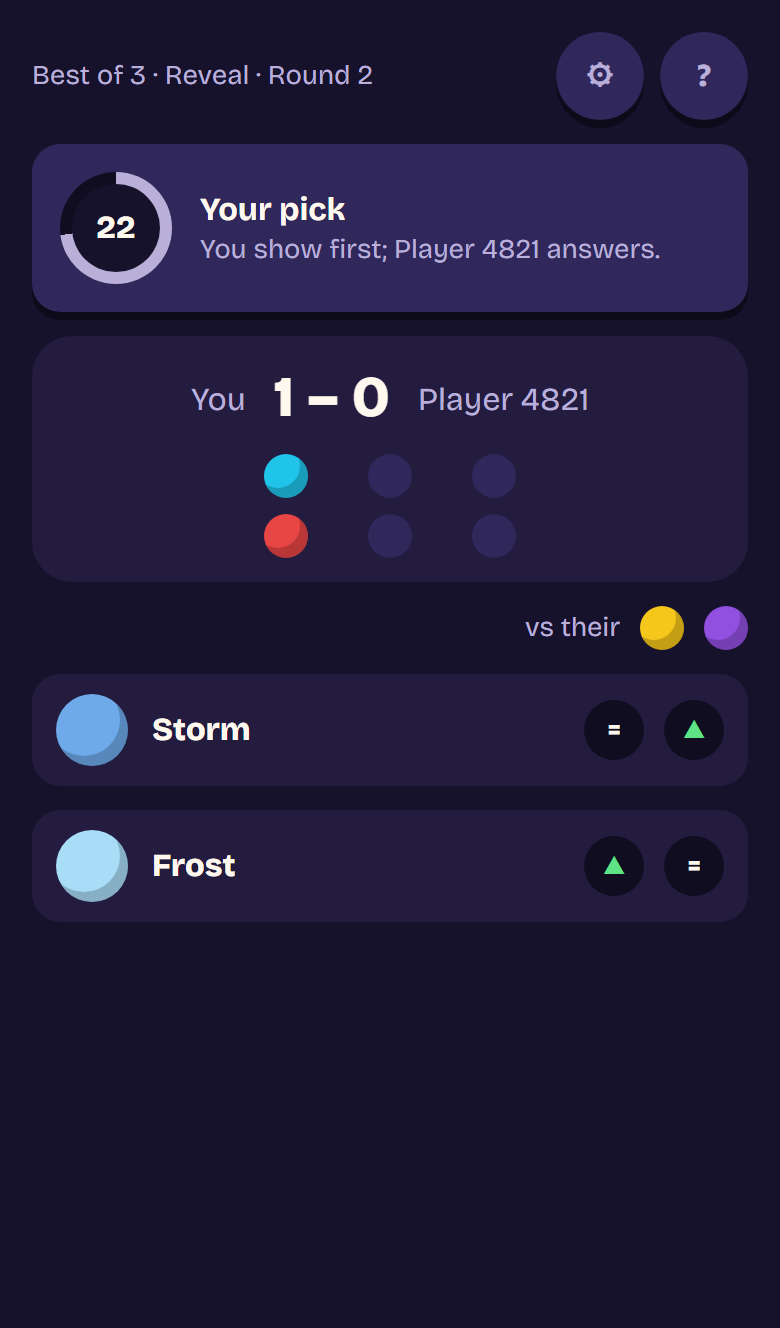 Best of 3 · Reveal · Round 2
⚙ ?
22
Your pick
You show first; Player 4821 answers.
You 1 – 0 Player 4821
vs their
Storm = ▲
Frost ▲ =